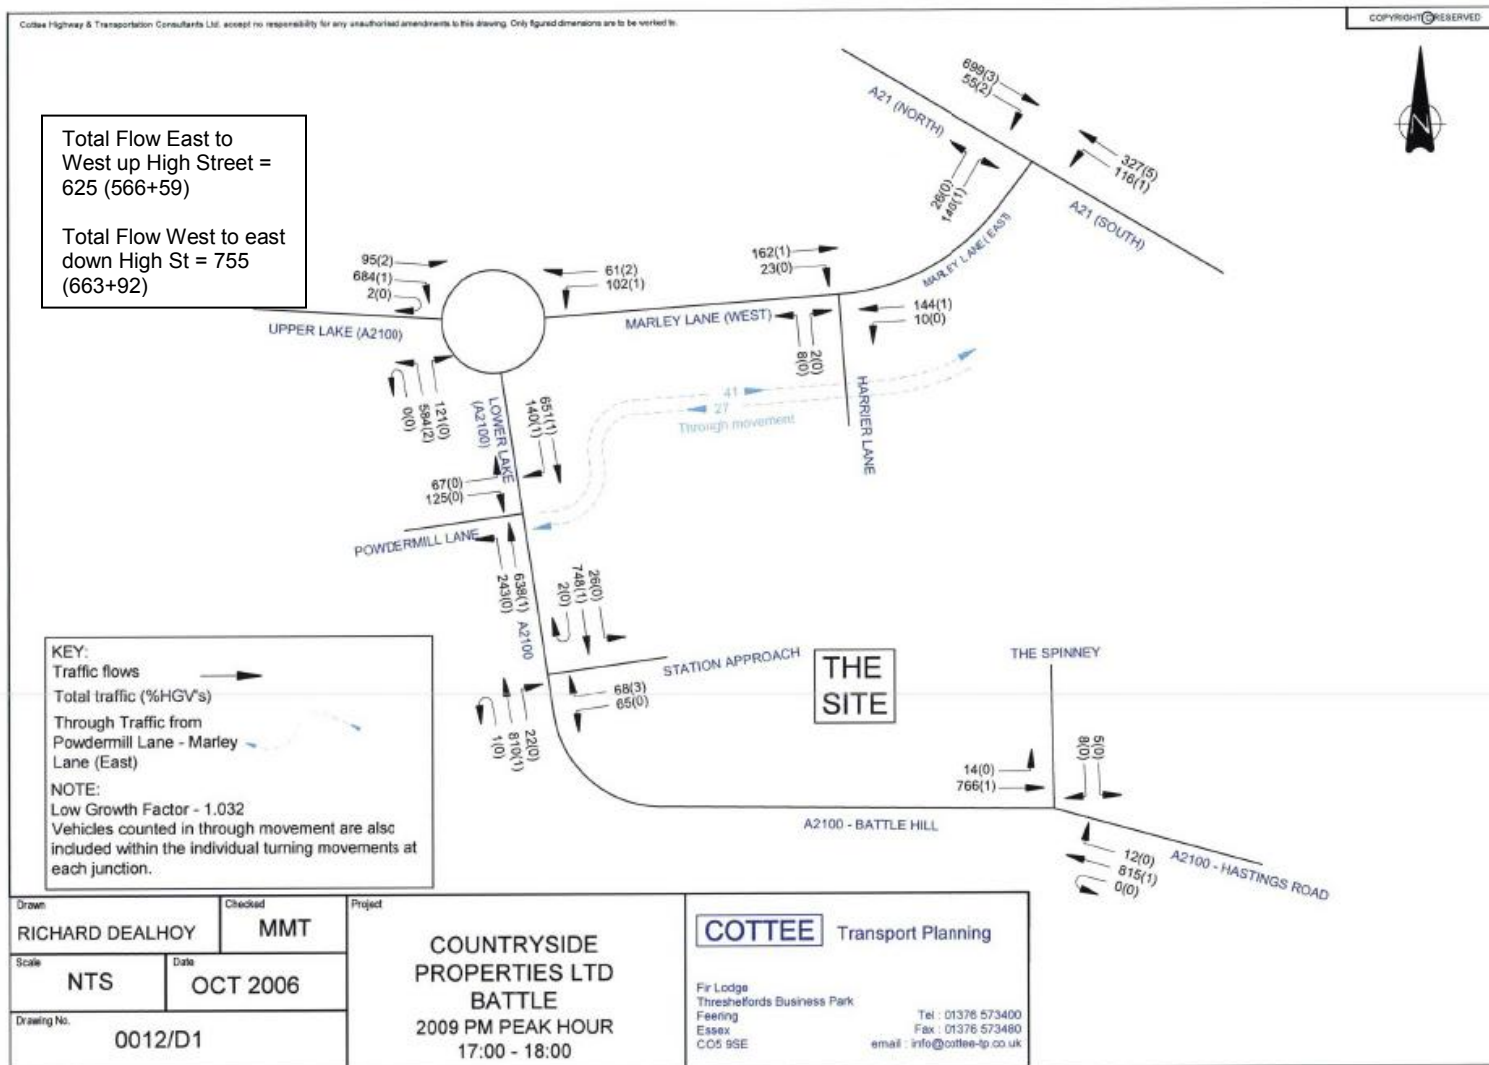 Cottee Highway & Transportation Consultants Ltd. accept no responsibility for any unauthorised amendments to this drawing. Only figured dimensions are to be worked to.
COPYRIGHT © RESERVED
Total Flow East to
West up High Street =
625 (566+59)
Total Flow West to east
down High St = 755
(663+92)
699(3)
55(2)
A21 (NORTH)
N
327(5)
116(1)
26(0)
140(1)
A21 (SOUTH)
MARLEY LANE (EAST)
95(2)
684(1)
2(0)
61(2)
102(1)
162(1)
23(0)
UPPER LAKE (A2100)
MARLEY LANE (WEST)
144(1)
10(0)
2(0)
8(0)
HARRIER LANE
121(0)
584(2)
0(0)
LOWER LAKE
(A2100)
651(1)
140(1)
41
27
Through movement
67(0)
125(0)
POWDERMILL LANE
638(1)
243(0)
A2100
26(0)
748(1)
2(0)
STATION APPROACH
68(3)
65(0)
22(0)
810(1)
1(0)
THE
SITE
THE SPINNEY
5(0)
8(0)
14(0)
766(1)
A2100 - BATTLE HILL
12(0)
815(1)
0(0)
A2100 - HASTINGS ROAD
KEY:
Traffic flows
Total traffic (%HGV's)
Through Traffic from
Powdermill Lane - Marley
Lane (East)
NOTE:
Low Growth Factor - 1.032
Vehicles counted in through movement are also
included within the individual turning movements at
each junction.
Drawn
RICHARD DEALHOY
Checked
MMT
Scale
NTS
Date
OCT 2006
Drawing No.
0012/D1
Project
COUNTRYSIDE
PROPERTIES LTD
BATTLE
2009 PM PEAK HOUR
17:00 - 18:00
COTTEE Transport Planning
Fir Lodge
Threshelfords Business Park
Feering
Essex
CO5 9SE
Tel : 01376 573400
Fax : 01376 573480
email : info@cottee-tp.co.uk